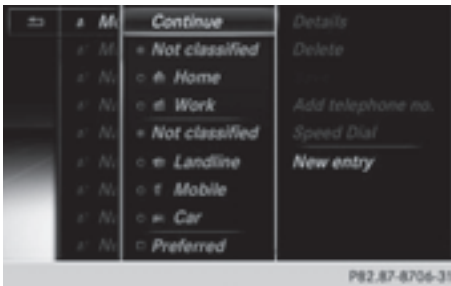 Continue
Not classified
Home
Work
Not classified
Landline
Mobile
Car
Preferred
Details
Delete
Add telephone no.
Speed Dial
New entry
P82.87-8706-31